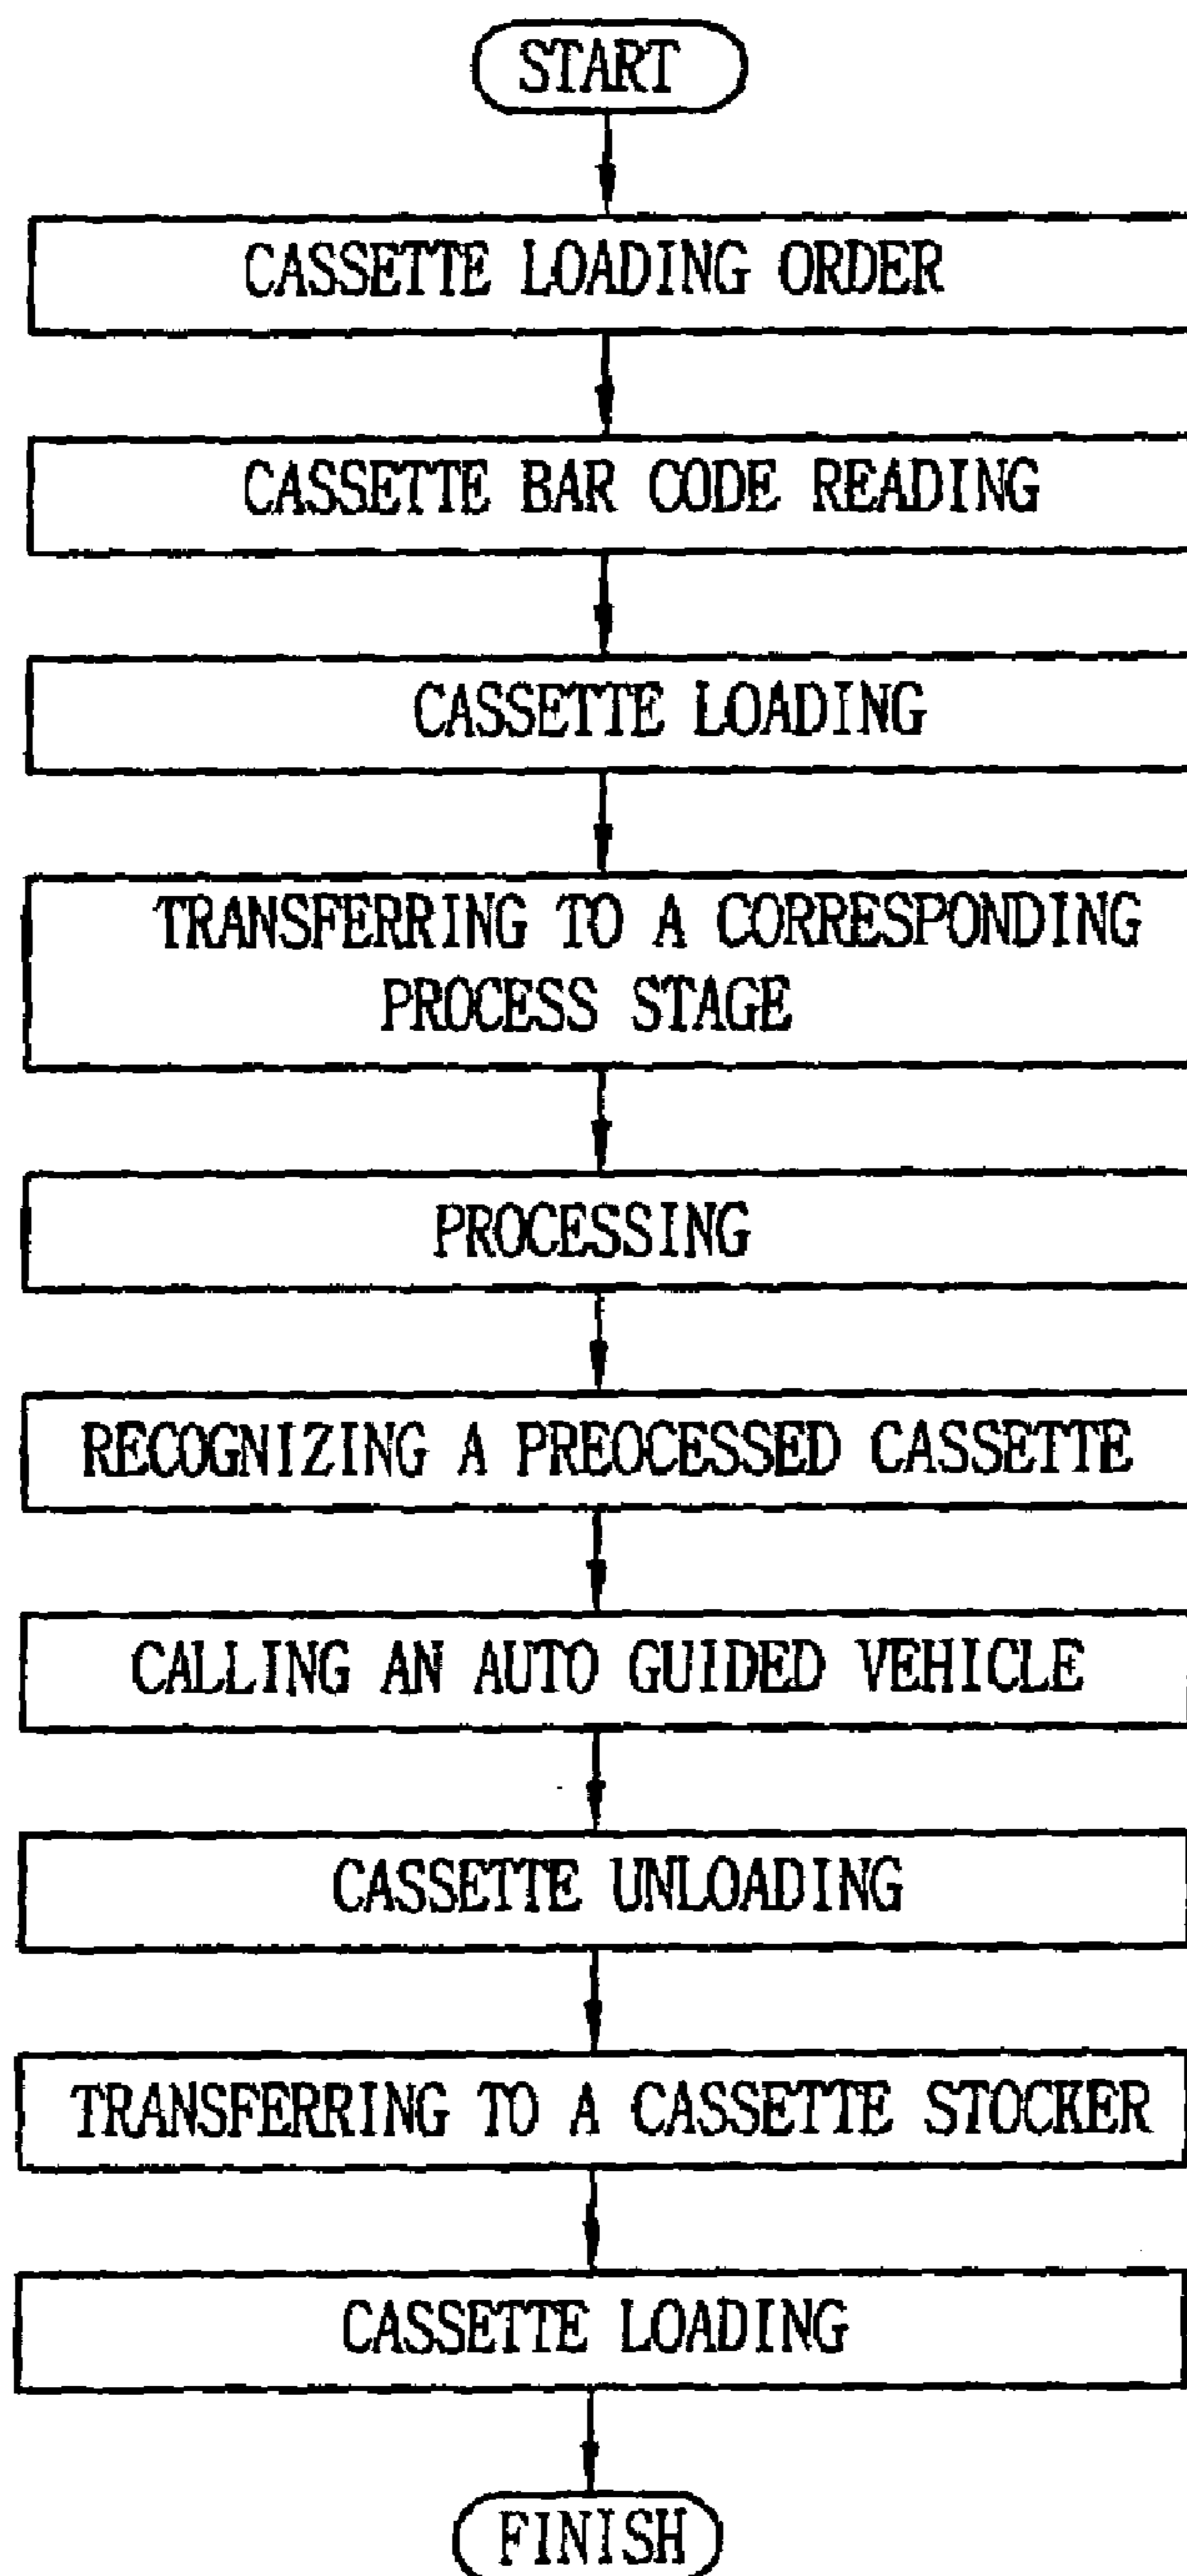 START
CASSETTE LOADING ORDER
CASSETTE BAR CODE READING
CASSETTE LOADING
TRANSFERRING TO A CORRESPONDING
PROCESS STAGE
PROCESSING
RECOGNIZING A PREOCESSED CASSETTE
CALLING AN AUTO GUIDED VEHICLE
CASSETTE UNLOADING
TRANSFERRING TO A CASSETTE STOCKER
CASSETTE LOADING
FINISH